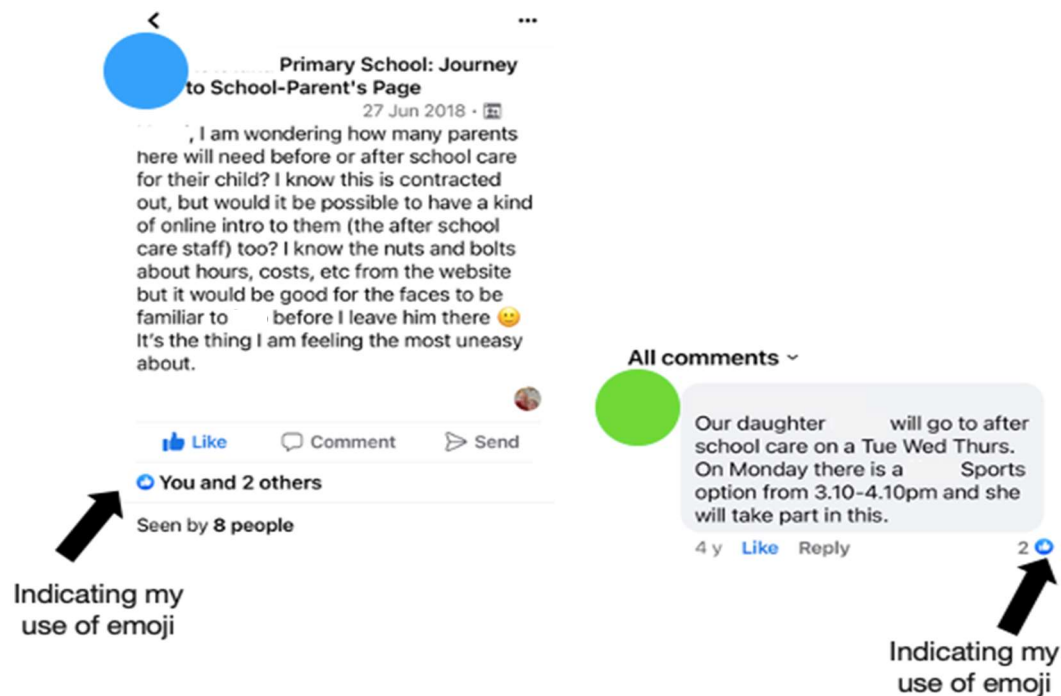 Primary School: Journey
to School-Parent's Page
27 Jun 2018 ·
, I am wondering how many parents
here will need before or after school care
for their child? I know this is contracted
out, but would it be possible to have a kind
of online intro to them (the after school
care staff) too? I know the nuts and bolts
about hours, costs, etc from the website
but it would be good for the faces to be
familiar to before I leave him there 🙂
It's the thing I am feeling the most uneasy
about.
Like Comment Send
You and 2 others
Seen by 8 people
Indicating my
use of emoji
All comments
Our daughter will go to after
school care on a Tue Wed Thurs.
On Monday there is a Sports
option from 3.10-4.10pm and she
will take part in this.
4 y Like Reply 2
Indicating my
use of emoji